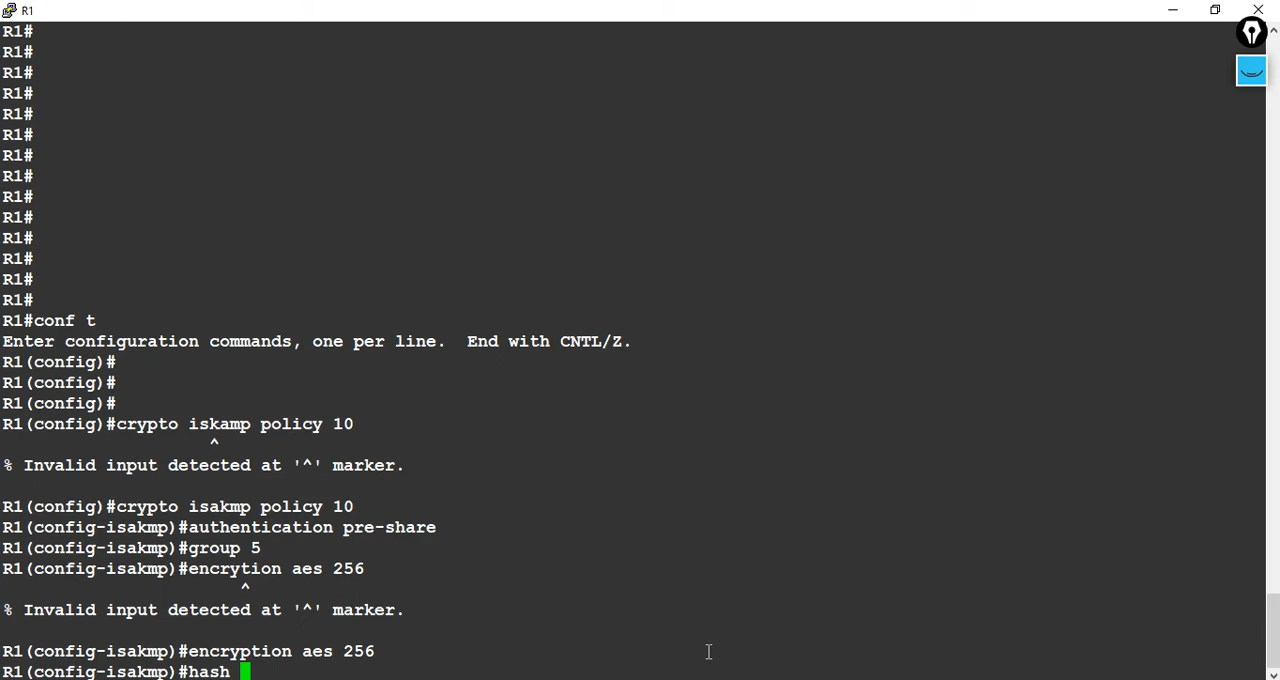 R1
R1#
R1#
R1#
R1#
R1#
R1#
R1#
R1#
R1#
R1#
R1#
R1#
R1#
R1#
R1#conf t
Enter configuration commands, one per line.  End with CNTL/Z.
R1(config)#
R1(config)#
R1(config)#
R1(config)#crypto iskamp policy 10
^
% Invalid input detected at '^' marker.
R1(config)#crypto isakmp policy 10
R1(config-isakmp)#authentication pre-share
R1(config-isakmp)#group 5
R1(config-isakmp)#encrytion aes 256
^
% Invalid input detected at '^' marker.
R1(config-isakmp)#encryption aes 256
R1(config-isakmp)#hash